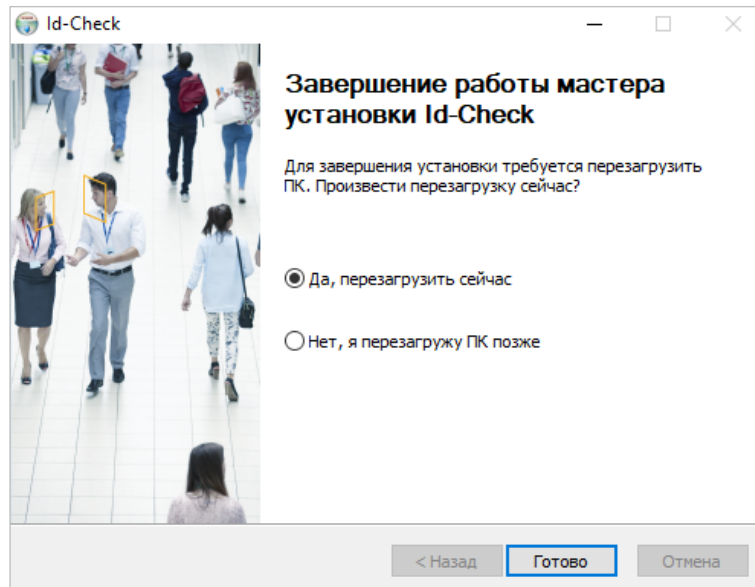 Id-Check
Завершение работы мастера
установки Id-Check
Для завершения установки требуется перезагрузить
ПК. Произвести перезагрузку сейчас?
Да, перезагрузить сейчас
Нет, я перезагружу ПК позже
< Назад
Готово
Отмена